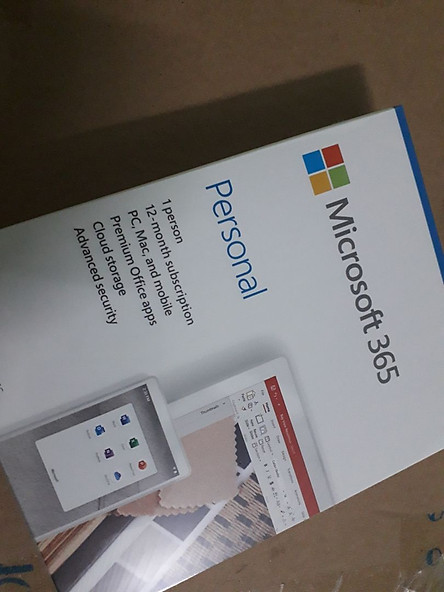 Microsoft 365
Personal
1 person
12-month subscription
PC, Mac, and mobile
Premium Office apps
Cloud storage
Advanced security